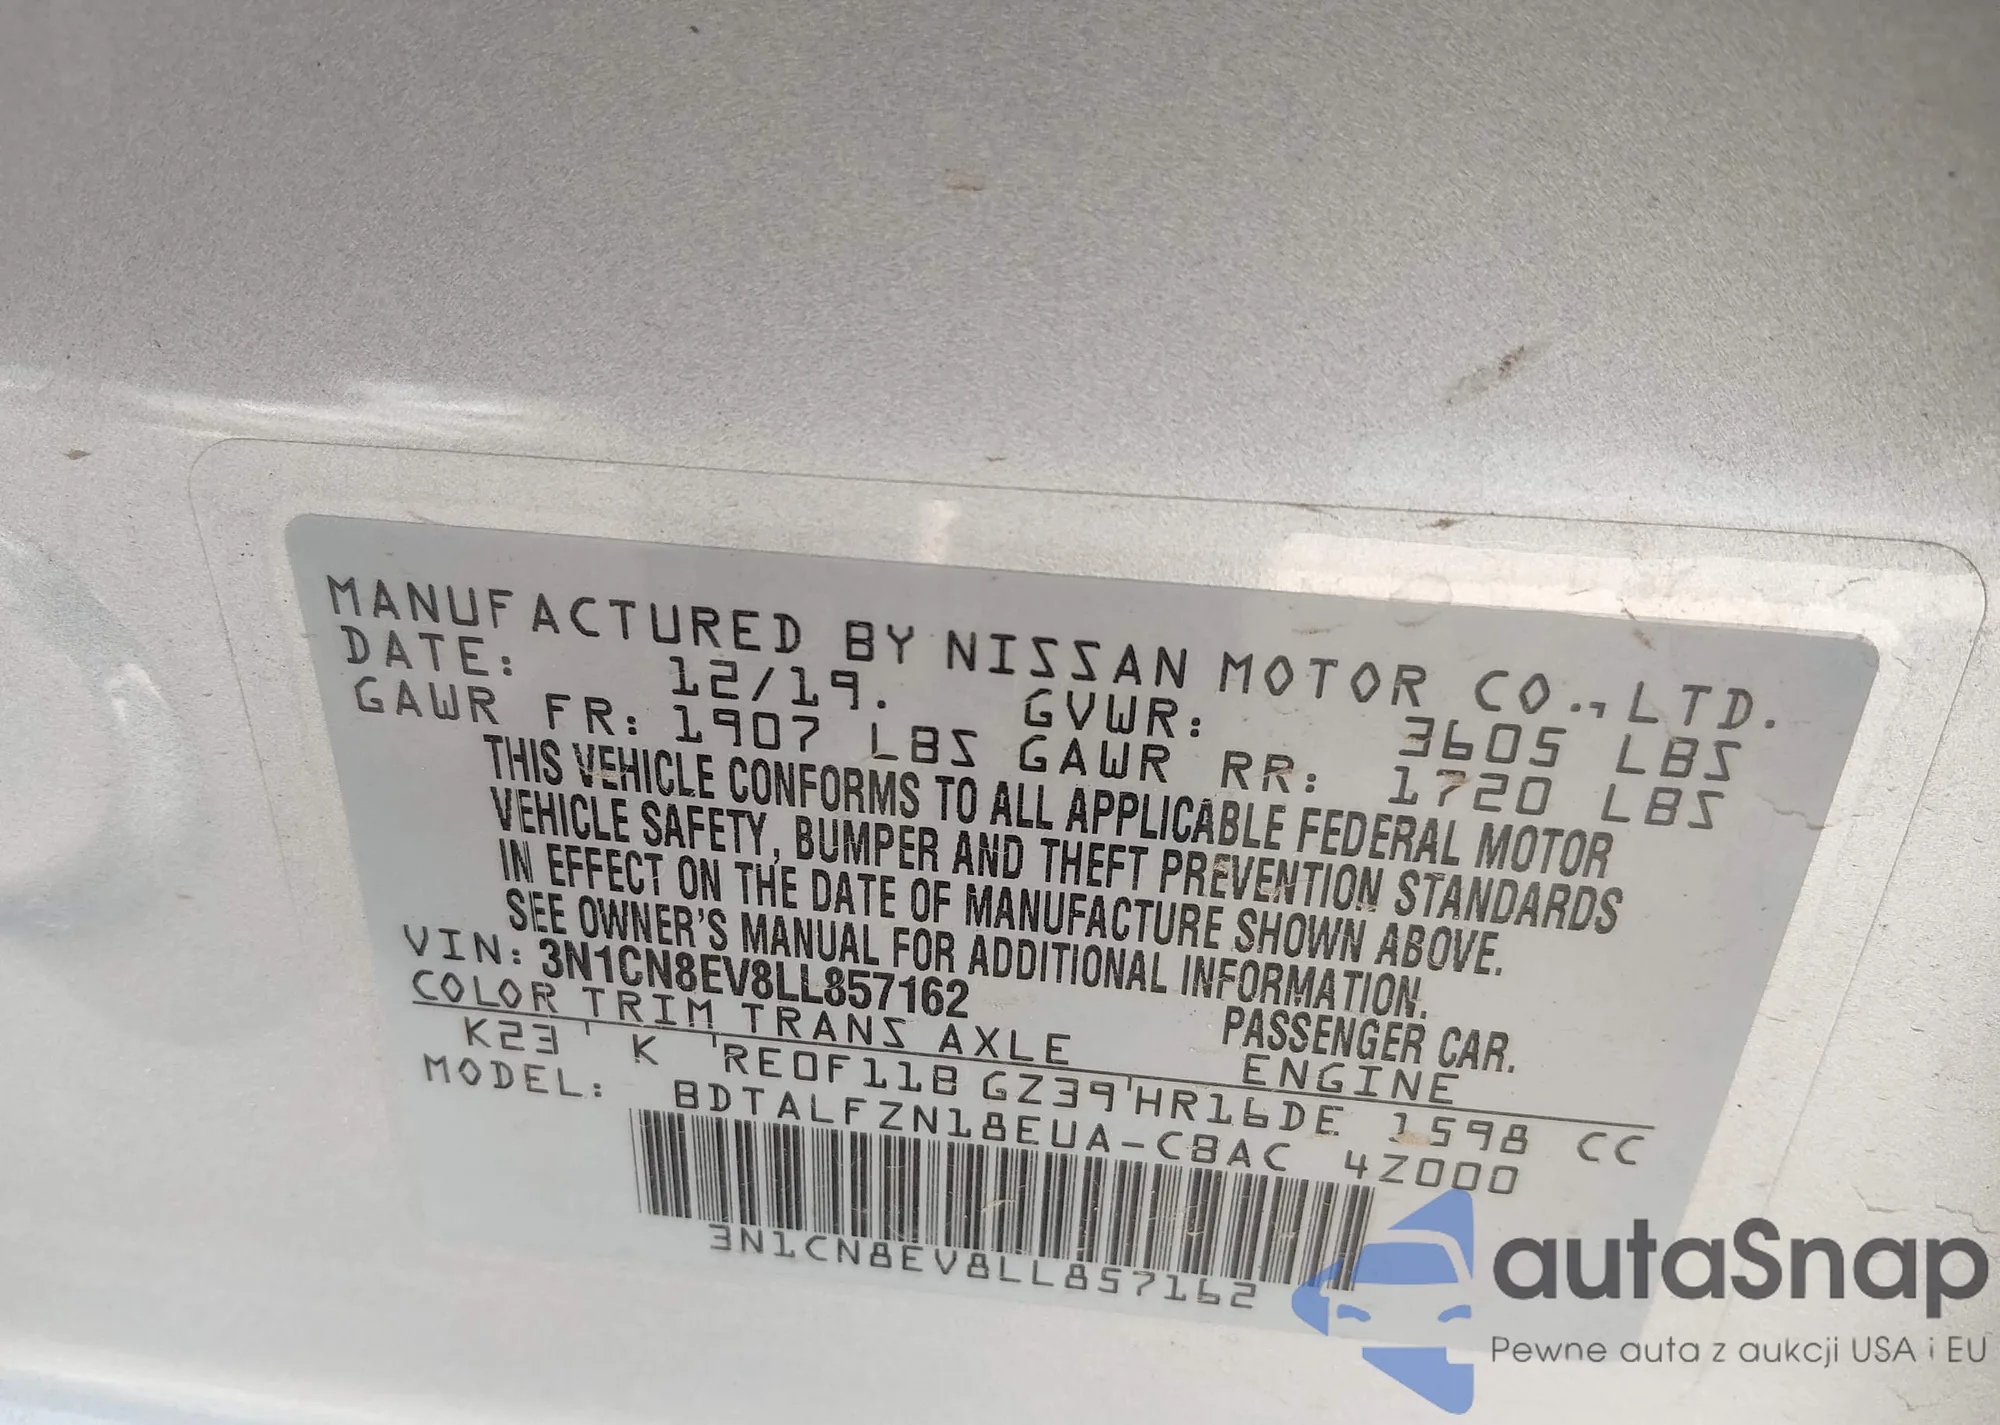 MANUFACTURED BY NISSAN MOTOR CO.,LTD.
DATE: 12/19. GVWR: 3605 LBS
GAWR FR: 1907 LBS GAWR RR: 1720 LBS
THIS VEHICLE CONFORMS TO ALL APPLICABLE FEDERAL MOTOR
VEHICLE SAFETY, BUMPER AND THEFT PREVENTION STANDARDS
IN EFFECT ON THE DATE OF MANUFACTURE SHOWN ABOVE.
SEE OWNER'S MANUAL FOR ADDITIONAL INFORMATION.
VIN: 3N1CN8EV8LL857162 PASSENGER CAR.
COLOR TRIM TRANS AXLE ENGINE
K23 K RE0F11B GZ39 HR16DE 1598 CC
MODEL: BDTALFZN18EUA-CBAC 4Z000
3N1CN8EV8LL857162
autaSnap
Pewne auta z aukcji USA i EU